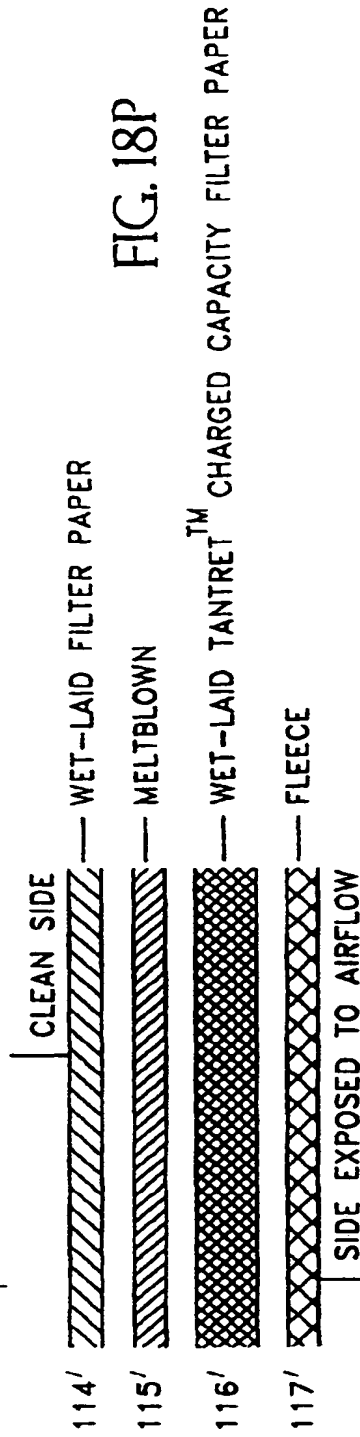 FIG. 18P
CLEAN SIDE
114' WET-LAID FILTER PAPER
115' MELTBLOWN
116' WET-LAID TANTRET™ CHARGED CAPACITY FILTER PAPER
117' FLEECE
SIDE EXPOSED TO AIRFLOW